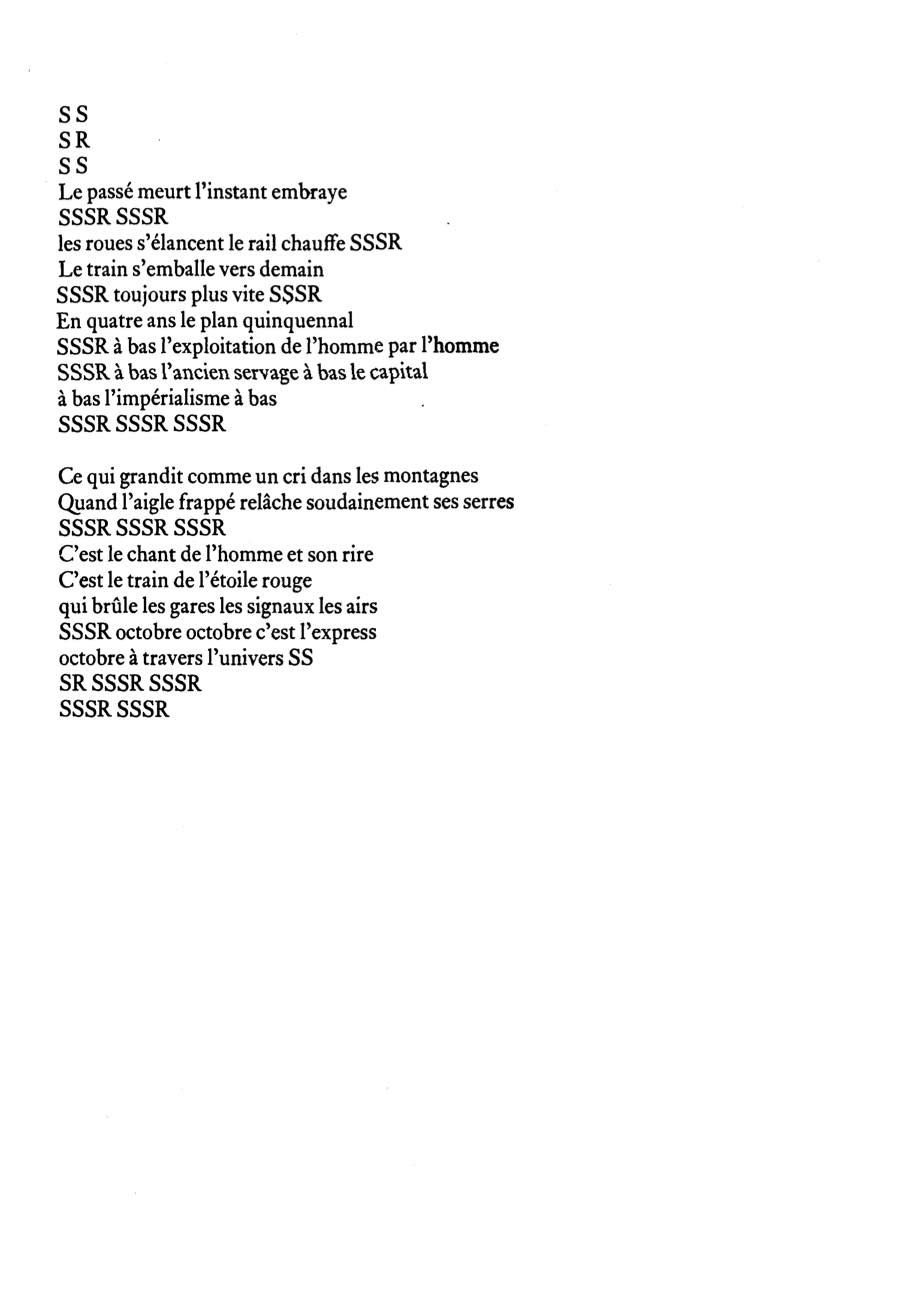 S S
S R
S S
Le passé meurt l’instant embraye
SSSR SSSR
les roues s’élancent le rail chauffe SSSR
Le train s’emballe vers demain
SSSR toujours plus vite SSSR
En quatre ans le plan quinquennal
SSSR à bas l’exploitation de l’homme par l’homme
SSSR à bas l’ancien servage à bas le capital
à bas l’impérialisme à bas
SSSR SSSR SSSR
Ce qui grandit comme un cri dans les montagnes
Quand l’aigle frappé relâche soudainement ses serres
SSSR SSSR SSSR
C’est le chant de l’homme et son rire
C’est le train de l’étoile rouge
qui brûle les gares les signaux les airs
SSSR octobre octobre c’est l’express
octobre à travers l’univers SS
SR SSSR SSSR
SSSR SSSR